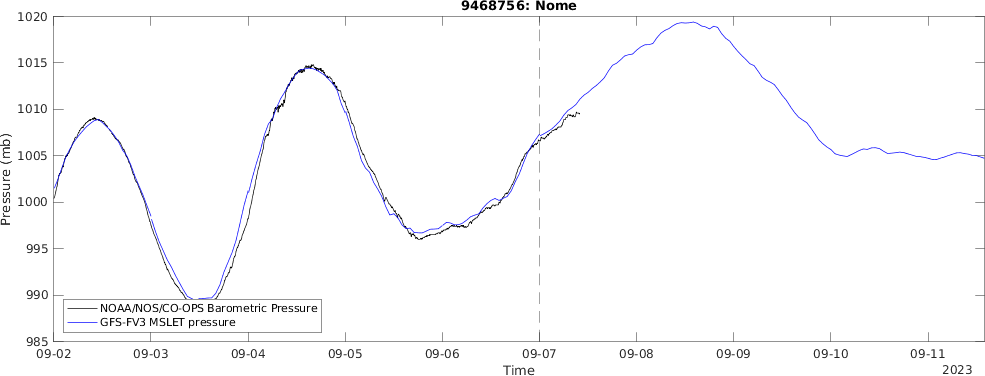 9468756: Nome
1020
1015
1010
1005
1000
995
990
985
Pressure (mb)
NOAA/NOS/CO-OPS Barometric Pressure
GFS-FV3 MSLET pressure
09-02 09-03 09-04 09-05 09-06 09-07 09-08 09-09 09-10 09-11
Time
2023